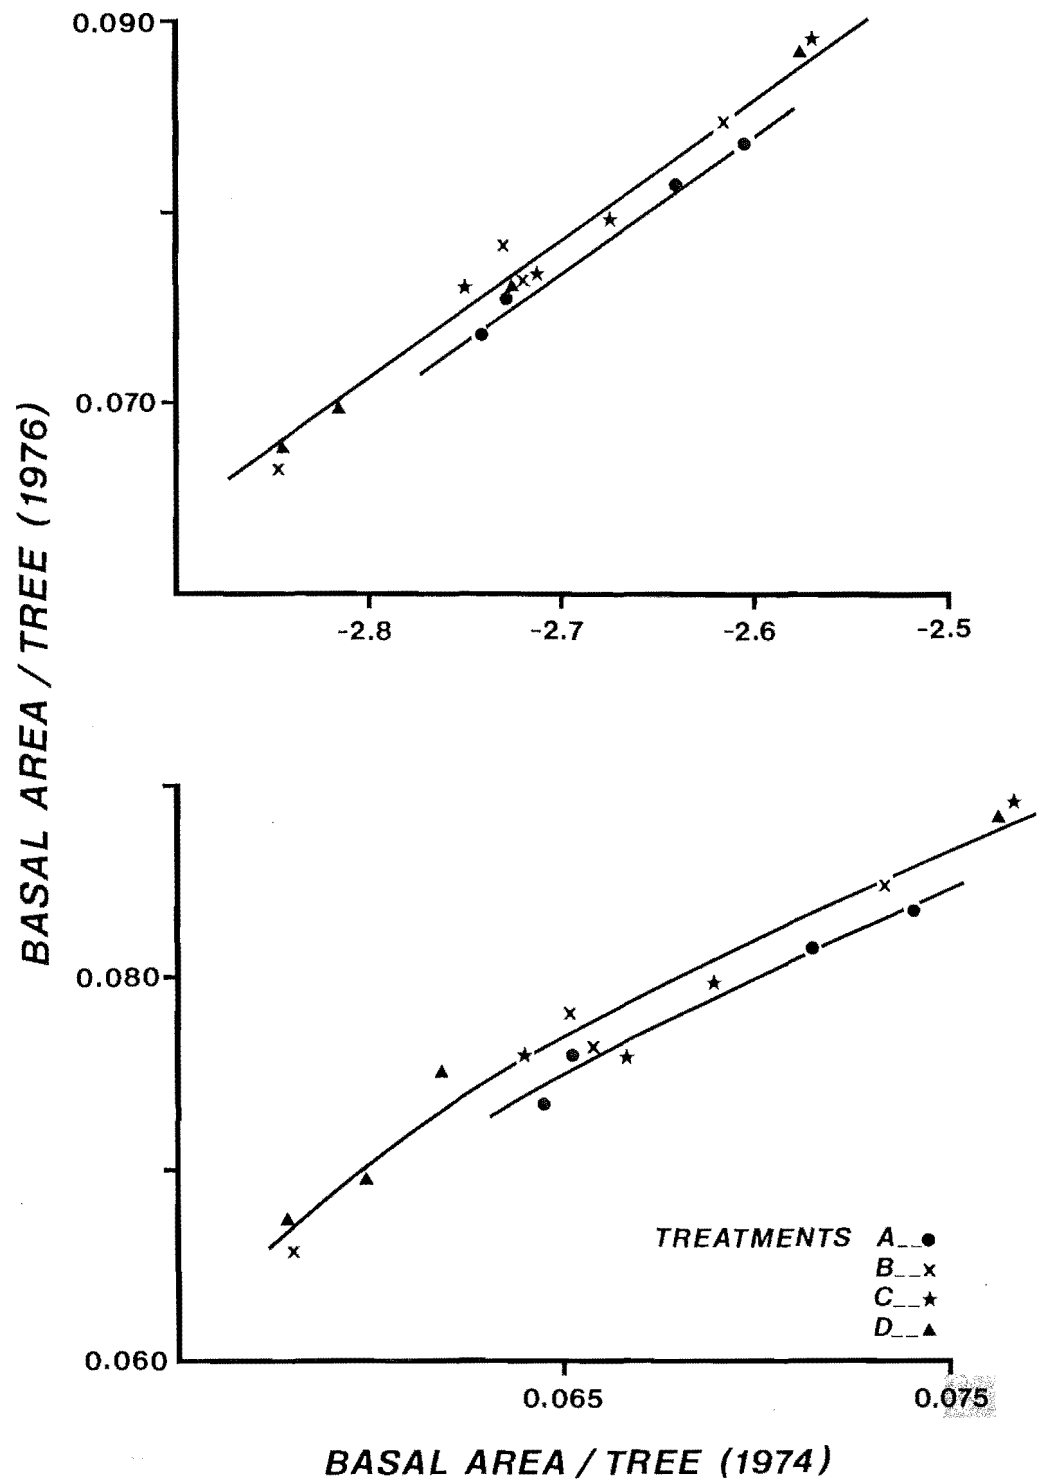 0.090
0.070
-2.8
-2.7
-2.6
-2.5
BASAL AREA / TREE (1976)
0.080
0.060
TREATMENTS A__●
B__x
C__★
D__▲
0.065
0.075
BASAL AREA / TREE (1974)